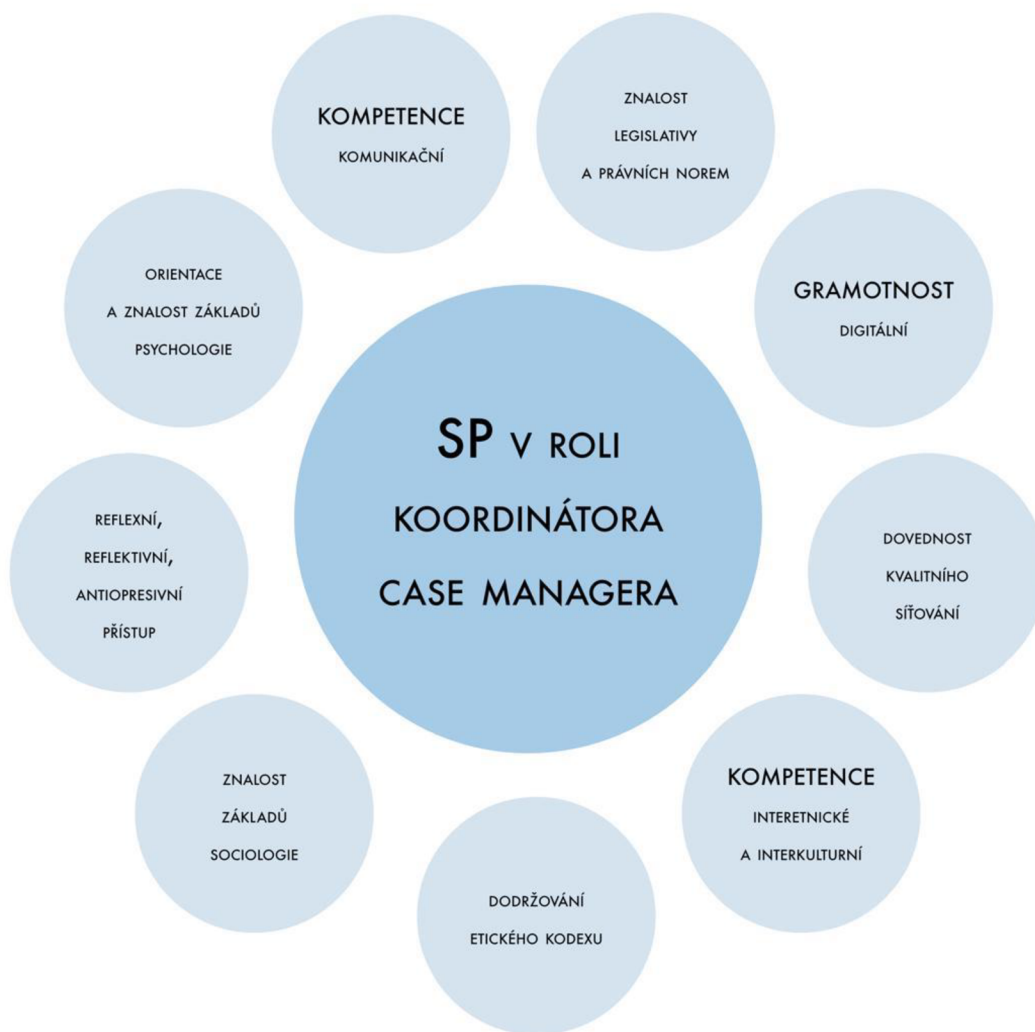 KOMPETENCE
KOMUNIKAČNÍ
ZNALOST
LEGISLATIVY
A PRÁVNÍCH NOREM
GRAMOTNOST
DIGITÁLNÍ
DOVEDNOST
KVALITNÍHO
SÍŤOVÁNÍ
KOMPETENCE
INTERETNICKÉ
A INTERKULTURNÍ
DODRŽOVÁNÍ
ETICKÉHO KODEXU
ZNALOST
ZÁKLADŮ
SOCIOLOGIE
REFLEXNÍ,
REFLEKTIVNÍ,
ANTIOPRESIVNÍ
PŘÍSTUP
ORIENTACE
A ZNALOST ZÁKLADŮ
PSYCHOLOGIE
SP V ROLI
KOORDINÁTORA
CASE MANAGERA